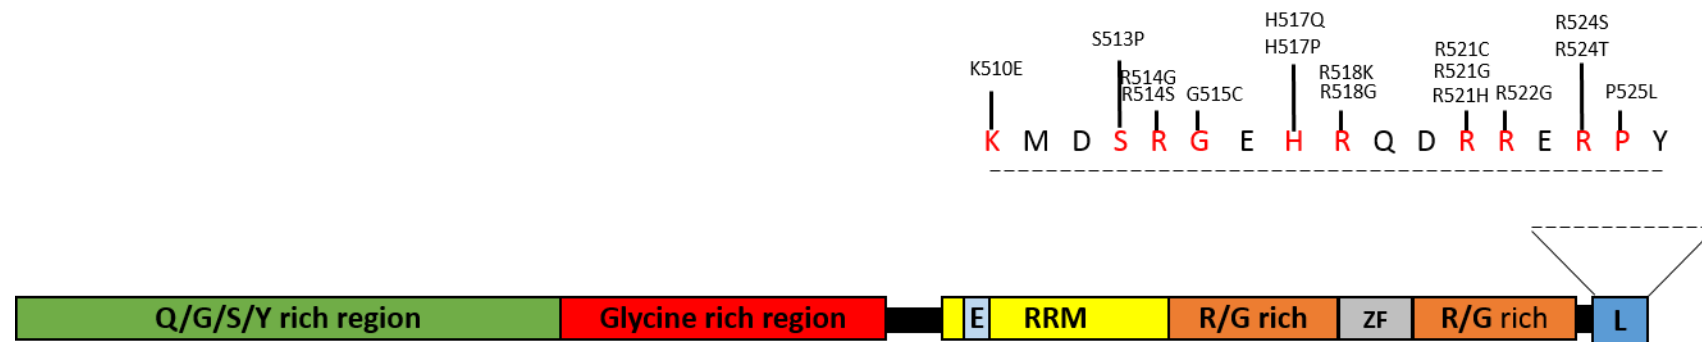 H517Q
R524S
S513P
H517P
R521C
R524T
K510E
R514G
R518K
R521G
R514S
G515C
R518G
R521H
R522G
P525L
K M D S R G E H R Q D R R E R P Y
Q/G/S/Y rich region
Glycine rich region
E
RRM
R/G rich
ZF
R/G rich
L